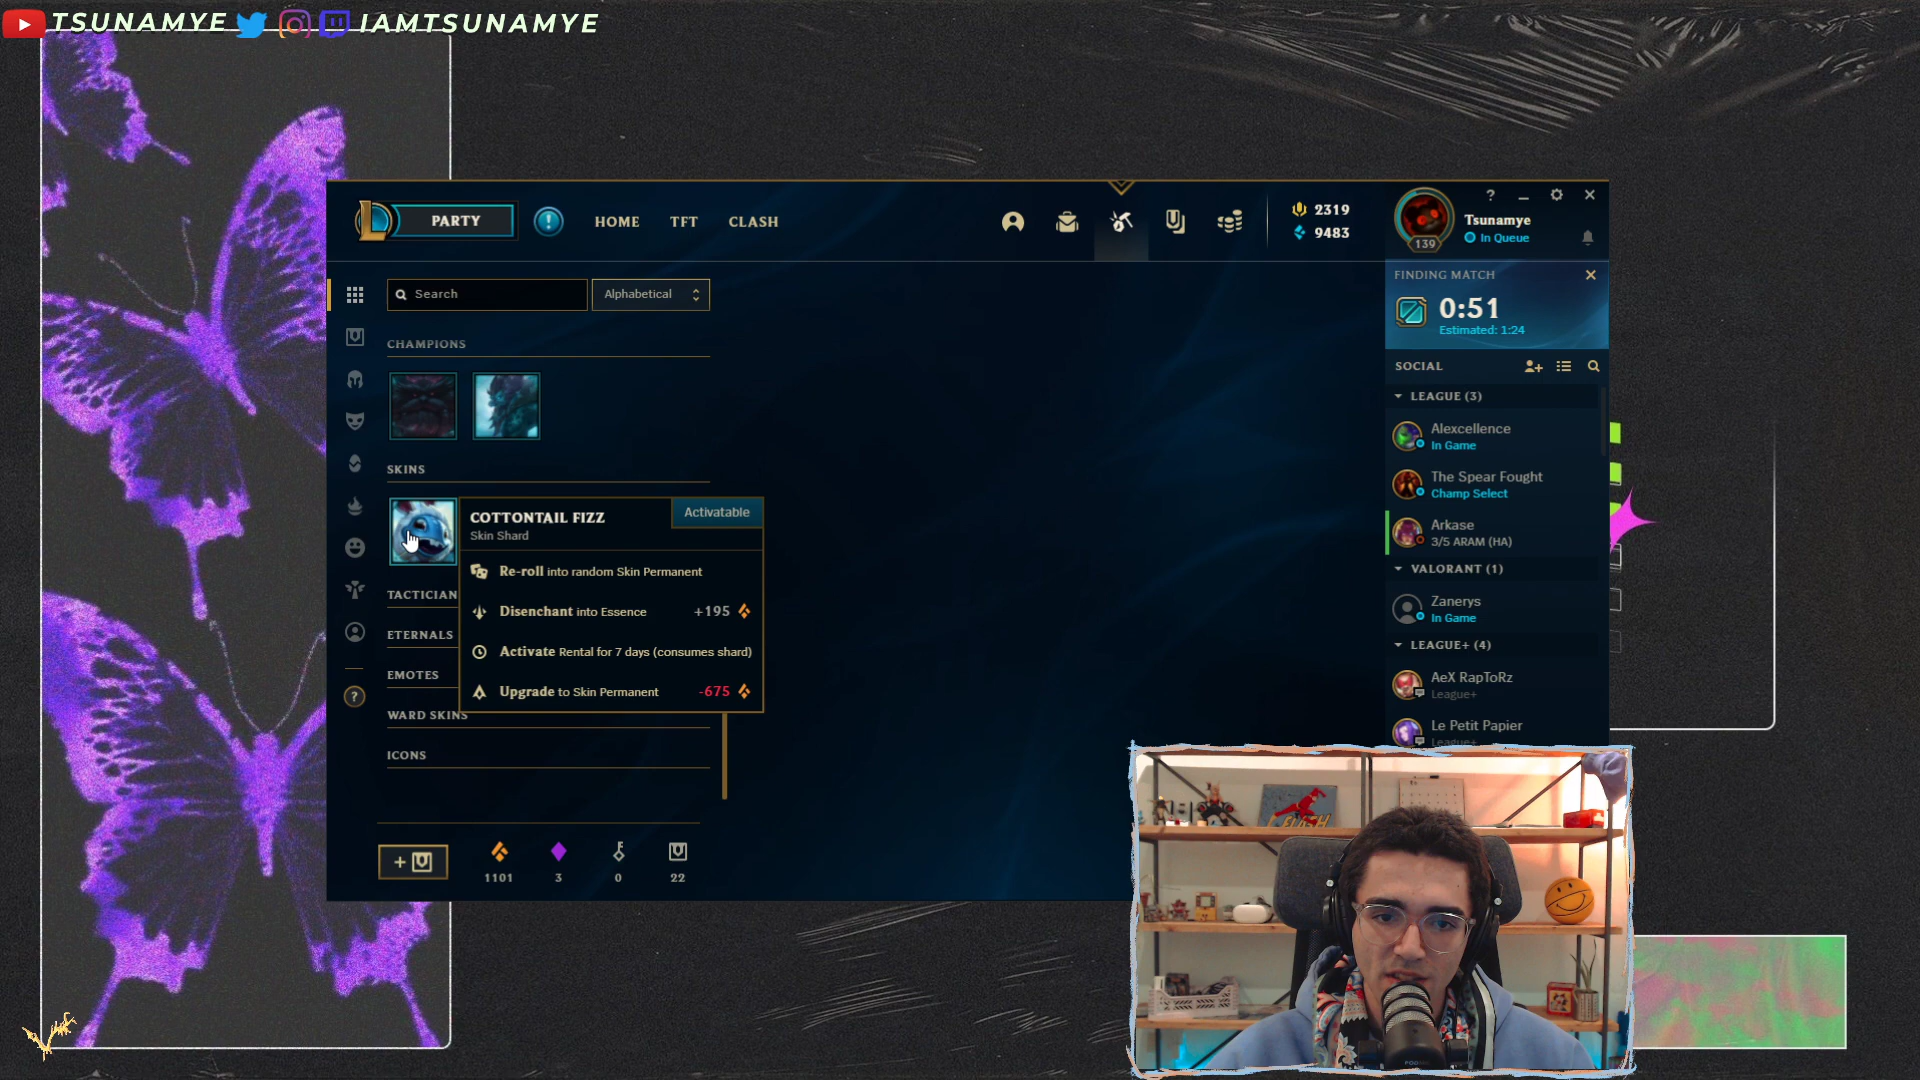 TSUNAMYE IAMTSUNAMYE
PARTY
HOME
TFT
CLASH
2319
9483
139
?
Tsunamye
In Queue
Search
Alphabetical
FINDING MATCH
0:51
Estimated: 1:24
CHAMPIONS
SKINS
COTTONTAIL FIZZ
Skin Shard
Activatable
Re-roll into random Skin Permanent
Disenchant into Essence +195
Activate Rental for 7 days (consumes shard)
Upgrade to Skin Permanent -675
TACTICIAN
ETERNALS
EMOTES
WARD SKINS
ICONS
?
+
1101
3
0
22
SOCIAL
LEAGUE (3)
Alexcellence
In Game
The Spear Fought
Champ Select
Arkase
3/5 ARAM (HA)
VALORANT (1)
Zanerys
In Game
LEAGUE+ (4)
AeX RapToRz
League+
Le Petit Papier
League+